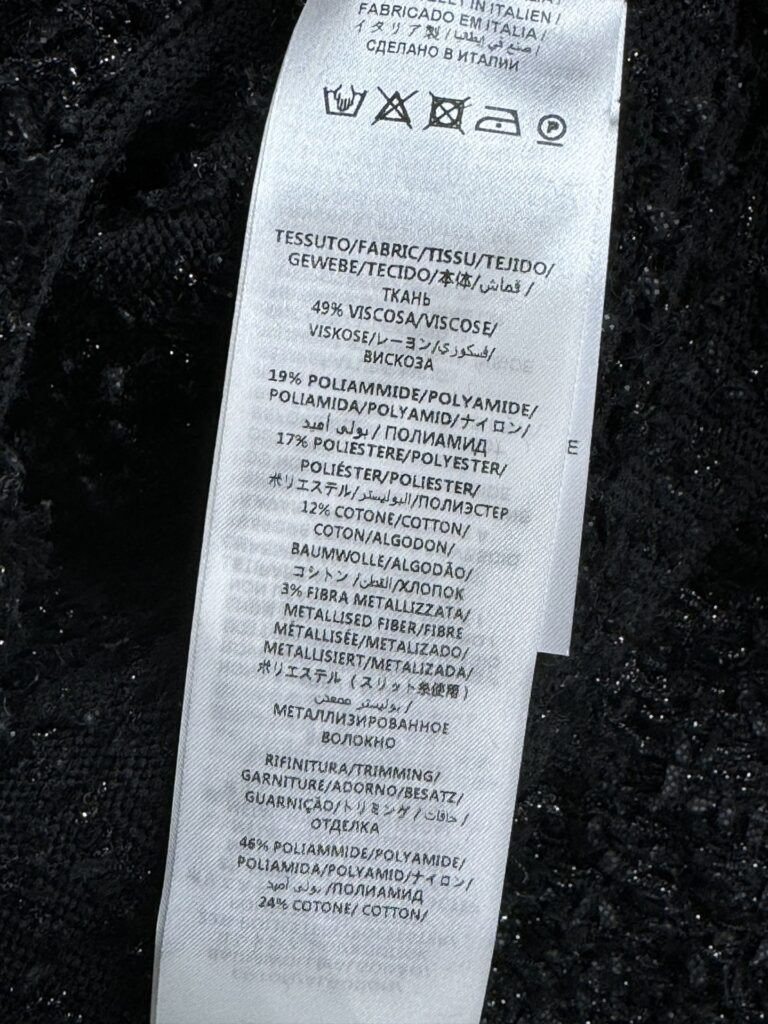 IN ITALIEN/
FABRICADO EM ITALIA/
イタリア製/صنع في إيطاليا/
СДЕЛАНО В ИТАЛИИ
P
TESSUTO/FABRIC/TISSU/TEJIDO/
GEWEBE/TECIDO/本体/قماش/
ТКАНЬ
49% VISCOSA/VISCOSE/
VISKOSE/レーヨン/فسكوزي/
ВИСКОЗА
19% POLIAMMIDE/POLYAMIDE/
POLIAMIDA/POLYAMID/ナイロン/
بولي أميد/ПОЛИАМИД
17% POLIESTERE/POLYESTER/
POLIÉSTER/POLIESTER/
ポリエステル/البوليستر/ПОЛИЭСТЕР
12% COTONE/COTTON/
COTON/ALGODON/
BAUMWOLLE/ALGODÃO/
コットン/القطن/ХЛОПОК
3% FIBRA METALLIZZATA/
METALLISED FIBER/FIBRE
MÉTALLISÉE/METALIZADO/
METALLISIERT/METALIZADA/
ポリエステル (スリット糸使用)
بوليستر ممعدن/
МЕТАЛЛИЗИРОВАННОЕ
ВОЛОКНО
RIFINITURA/TRIMMING/
GARNITURE/ADORNO/BESATZ/
GUARNIÇÃO/トリミング/حافات/
ОТДЕЛКА
46% POLIAMMIDE/POLYAMIDE/
POLIAMIDA/POLYAMID/ナイロン/
بولي أميد/ПОЛИАМИД
24% COTONE/ COTTON/
E